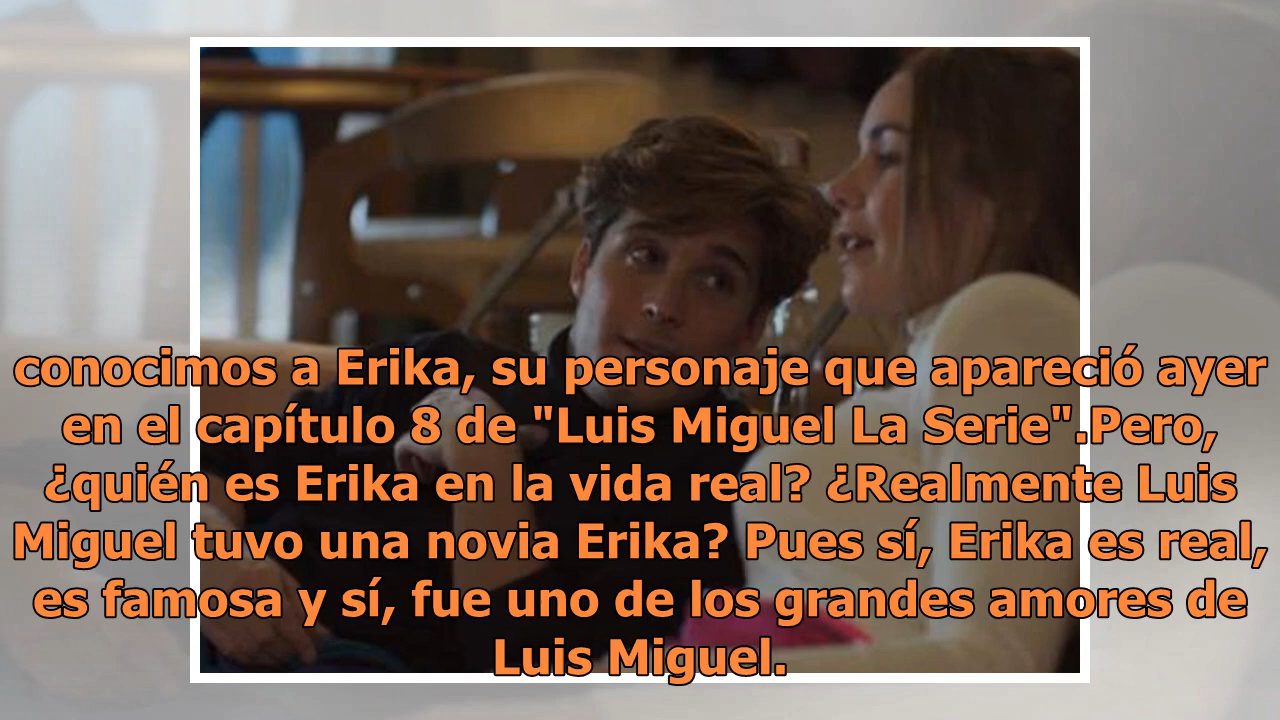 conocimos a Erika, su personaje que apareció ayer
en el capítulo 8 de "Luis Miguel La Serie".Pero,
¿quién es Erika en la vida real? ¿Realmente Luis
Miguel tuvo una novia Erika? Pues sí, Erika es real,
es famosa y sí, fue uno de los grandes amores de
Luis Miguel.